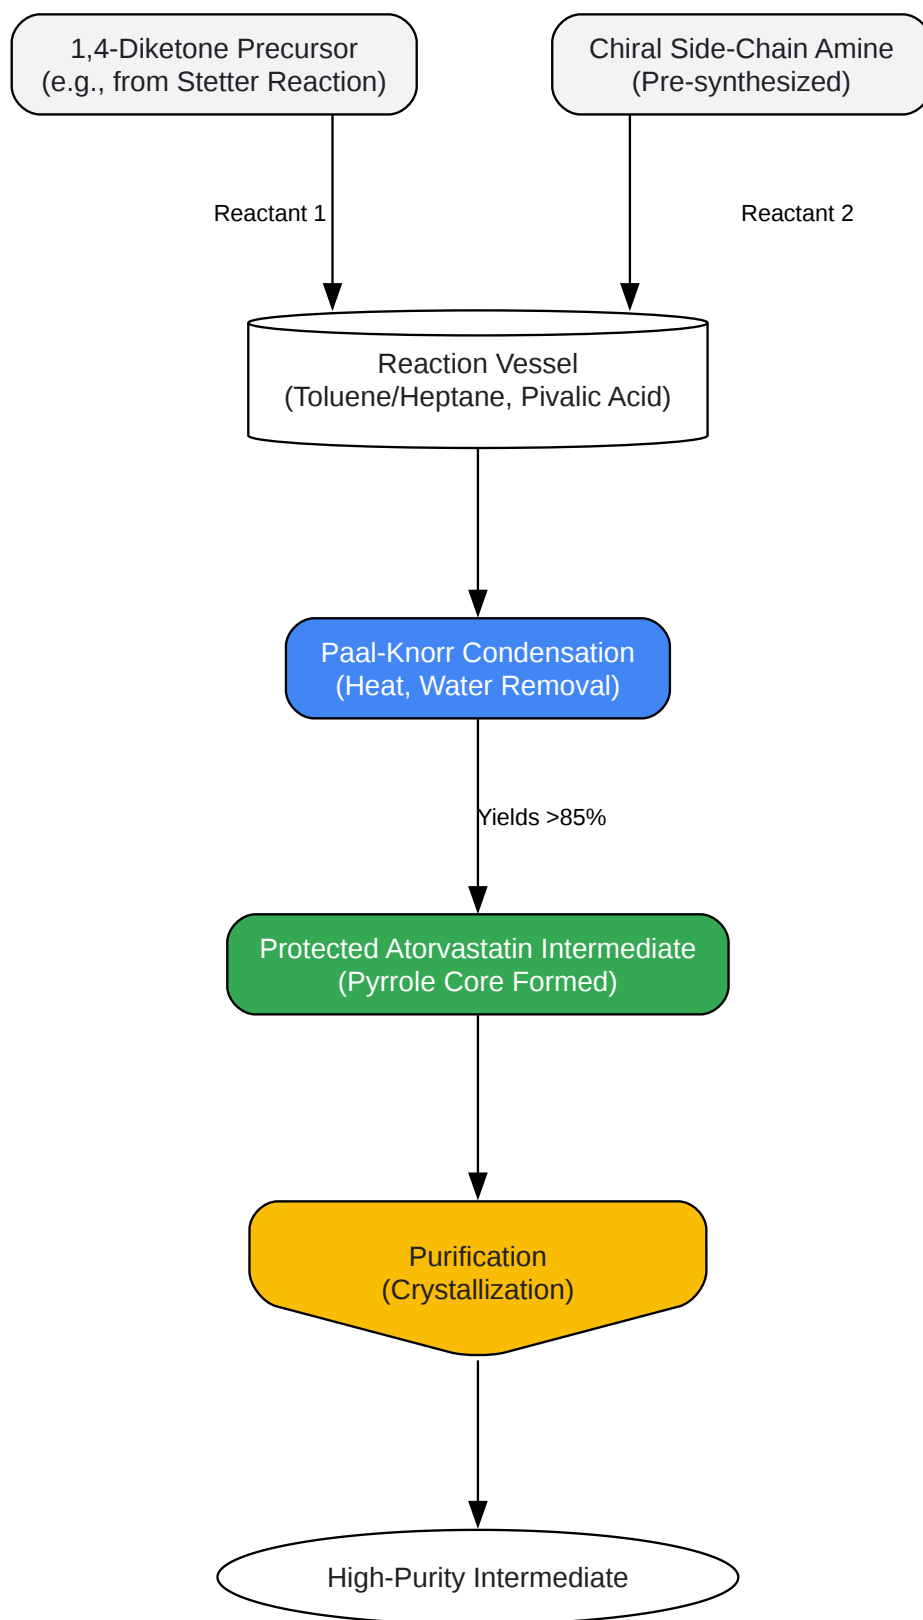 1,4-Diketone Precursor
(e.g., from Stetter Reaction)
Chiral Side-Chain Amine
(Pre-synthesized)
Reactant 1
Reactant 2
Reaction Vessel
(Toluene/Heptane, Pivalic Acid)
Paal-Knorr Condensation
(Heat, Water Removal)
Yields >85%
Protected Atorvastatin Intermediate
(Pyrrole Core Formed)
Purification
(Crystallization)
High-Purity Intermediate